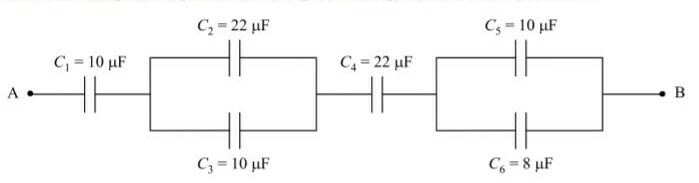 C₂ = 22 μF
C₅ = 10 μF
C₁ = 10 μF
C₄ = 22 μF
A
B
C₃ = 10 μF
C₆ = 8 μF